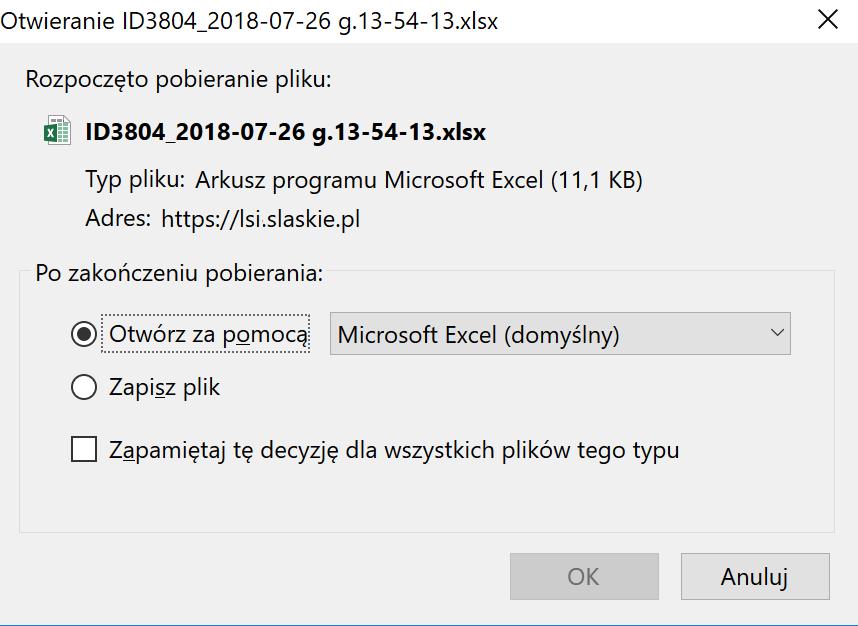 Otwieranie ID3804_2018-07-26 g.13-54-13.xlsx
Rozpoczęto pobieranie pliku:
ID3804_2018-07-26 g.13-54-13.xlsx
Typ pliku: Arkusz programu Microsoft Excel (11,1 KB)
Adres: https://lsi.slaskie.pl
Po zakończeniu pobierania:
Otwórz za pomocą Microsoft Excel (domyślny)
Zapisz plik
Zapamiętaj tę decyzję dla wszystkich plików tego typu
OK Anuluj